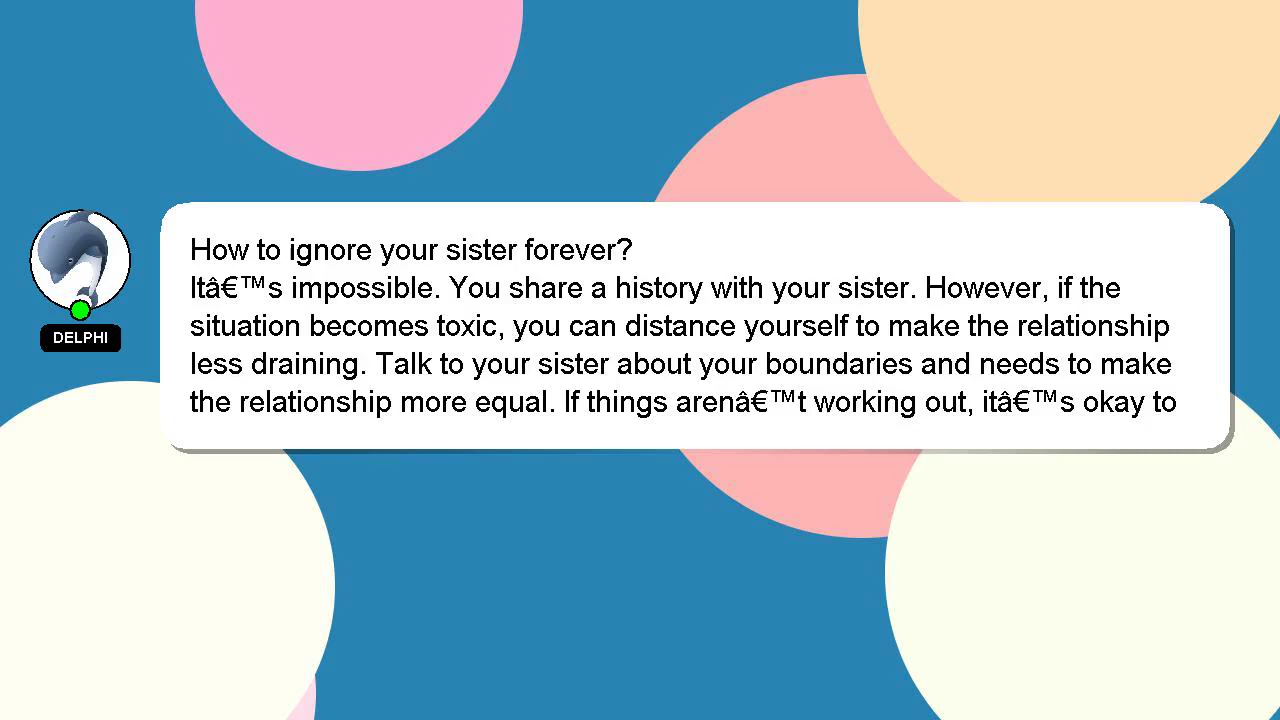 How to ignore your sister forever?
Itâ€™s impossible. You share a history with your sister. However, if the
situation becomes toxic, you can distance yourself to make the relationship
less draining. Talk to your sister about your boundaries and needs to make
the relationship more equal. If things arenâ€™t working out, itâ€™s okay to
DELPHI